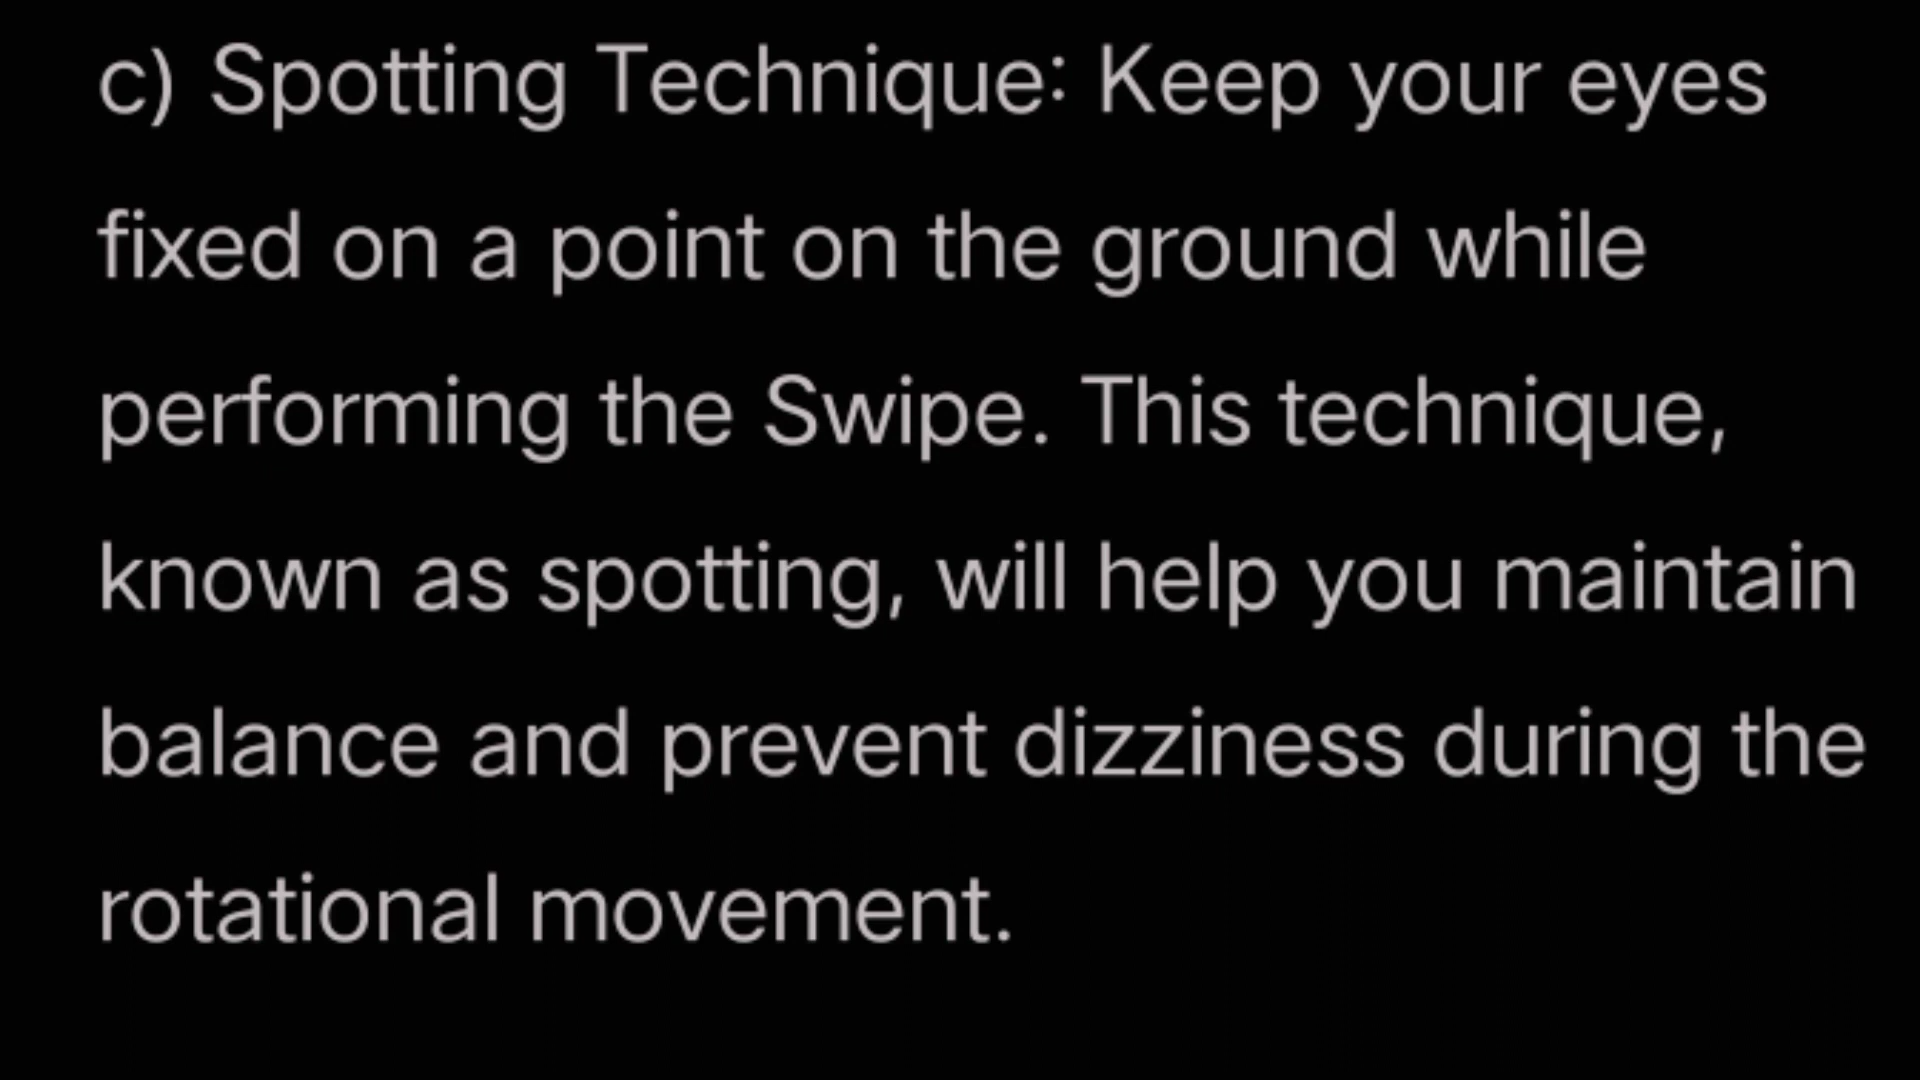 c) Spotting Technique: Keep your eyes
fixed on a point on the ground while
performing the Swipe. This technique,
known as spotting, will help you maintain
balance and prevent dizziness during the
rotational movement.